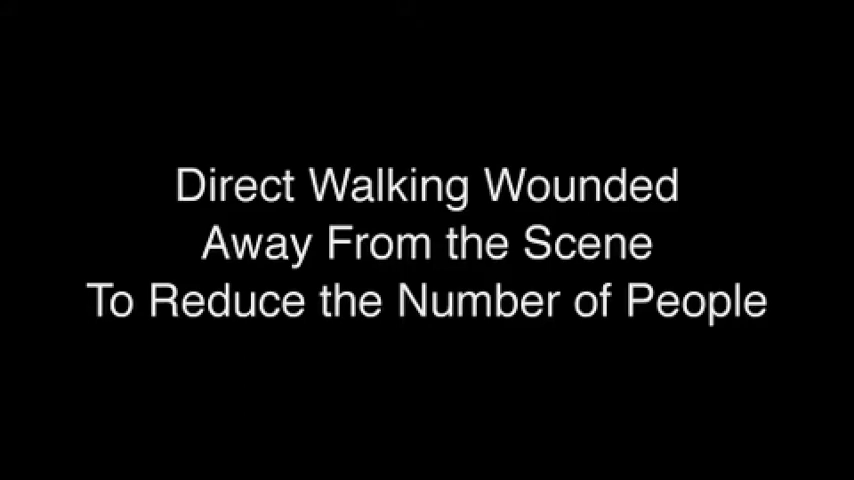 Direct Walking Wounded
Away From the Scene
To Reduce the Number of People